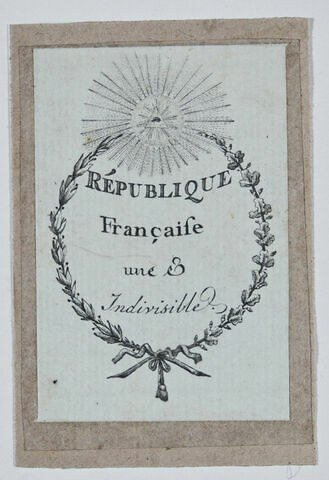 RÉPUBLIQUE
Françaiſe
une &
Indivisible